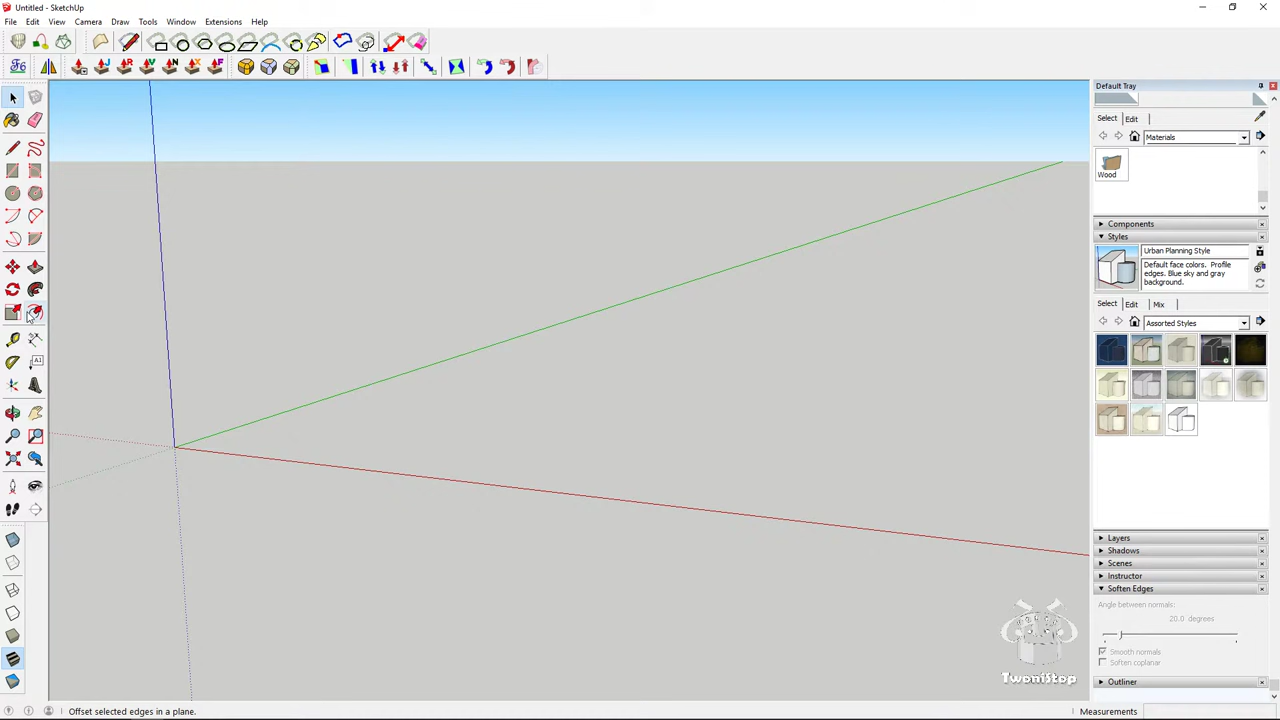 Untitled - SketchUp
File Edit View Camera Draw Tools Window Extensions Help
Default Tray
Select Edit
Materials
Wood
Components
Styles
Urban Planning Style
Default face colors. Profile
edges. Blue sky and gray
background.
Select Edit Mix
Assorted Styles
Layers
Shadows
Scenes
Instructor
Soften Edges
Angle between normals:
20.0 degrees
Smooth normals
Soften coplanar
Outliner
TwoniStop
Offset selected edges in a plane.
Measurements